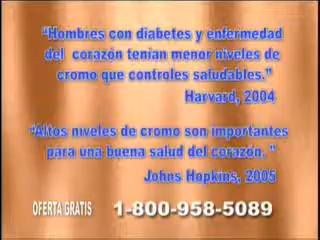 “Hombres con diabetes y enfermedad
del corazón tenían menor niveles de
cromo que controles saludables.”
Harvard, 2004
“Altos niveles de cromo son importantes
para una buena salud del corazón. ”
Johns Hopkins, 2005
OFERTA GRATIS 1-800-958-5089